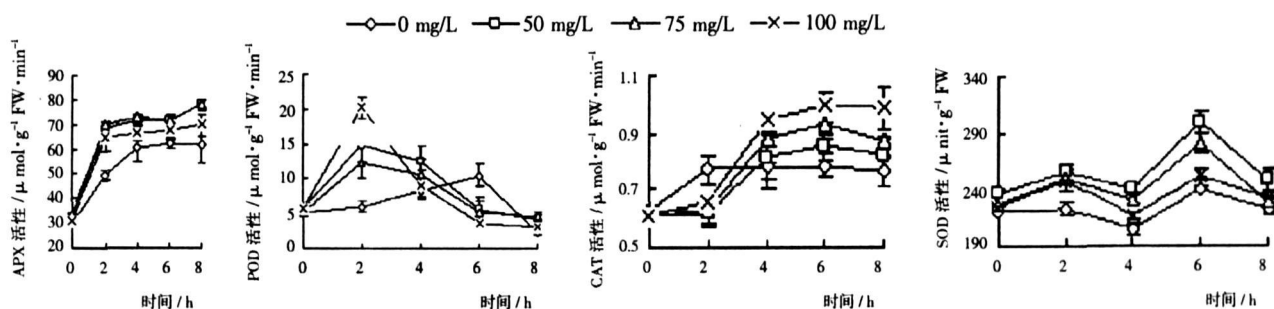 0 mg/L 50 mg/L 75 mg/L 100 mg/L
APX 活性 / μ mol·g⁻¹ FW·min⁻¹
90
80
70
60
50
40
30
20
0 2 4 6 8
时间 / h
POD 活性 / μ mol·g⁻¹ FW·min⁻¹
25
20
15
10
5
0
0 2 4 6 8
时间 / h
CAT 活性 / μ mol·g⁻¹ FW·min⁻¹
1.1
0.9
0.7
0.5
0 2 4 6 8
时间 / h
SOD 活性 / μ nit·g⁻¹ FW
340
290
240
190
0 2 4 6 8
时间 / h